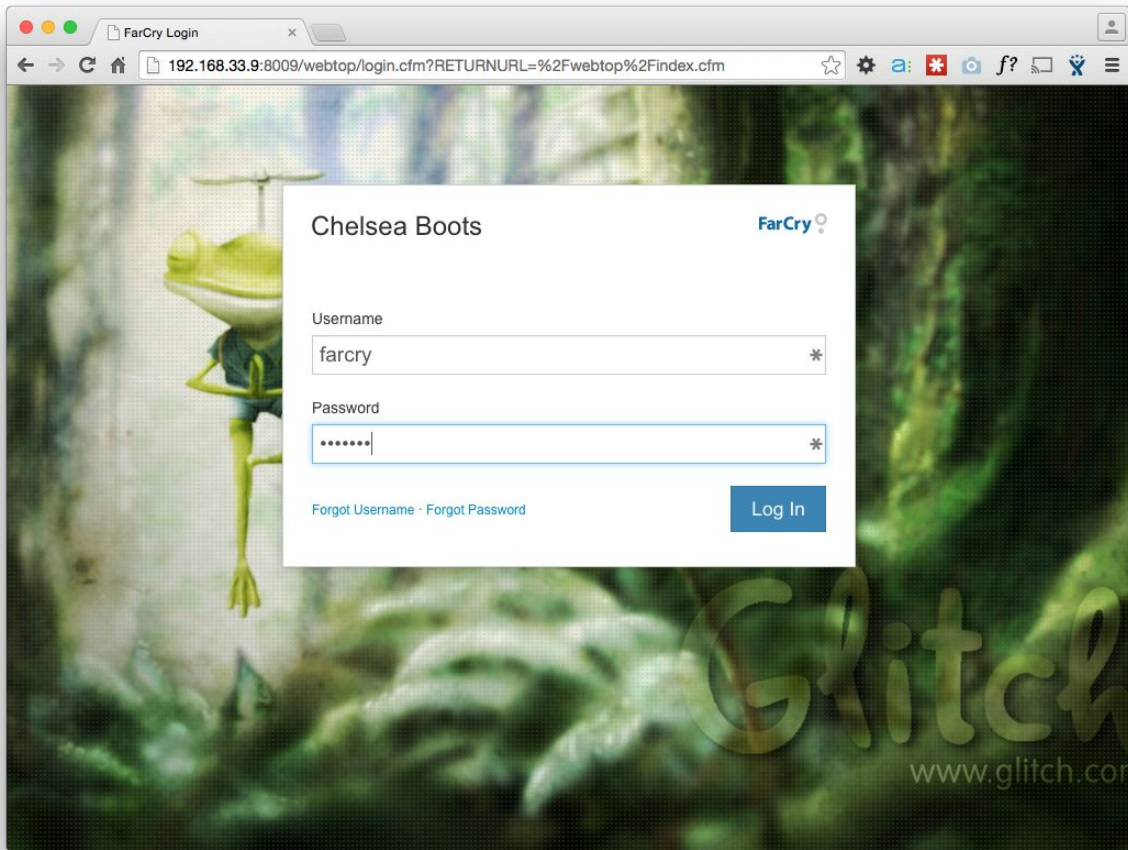 FarCry Login
192.168.33.9:8009/webtop/login.cfm?RETURNURL=%2Fwebtop%2Findex.cfm
a: f?
Chelsea Boots
FarCry
Username
farcry
Password
•••••••
Forgot Username · Forgot Password
Log In
Glitch
www.glitch.com